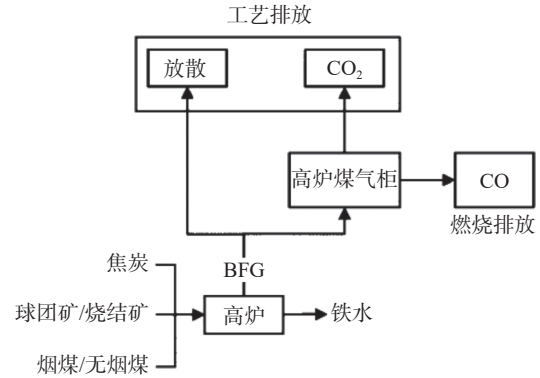 工艺排放
放散
CO₂
高炉煤气柜
CO
燃烧排放
焦炭
BFG
球团矿/烧结矿
高炉
铁水
烟煤/无烟煤